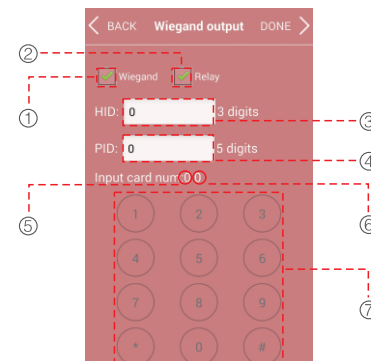 BACK Wiegand output DONE
②
Wiegand Relay
①
HID: 0 3 digits
③
PID: 0 5 digits
④
Input card num:0 0
⑤
⑥
1 2 3
4 5 6
7 8 9
⑦
* 0 #